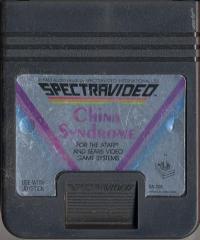 SPECTRAVIDEO
China
Syndrome
FOR THE ATARI
AND SEARS VIDEO
GAME SYSTEMS
USE WITH
JOYSTICK
SPECTRAVIDEO